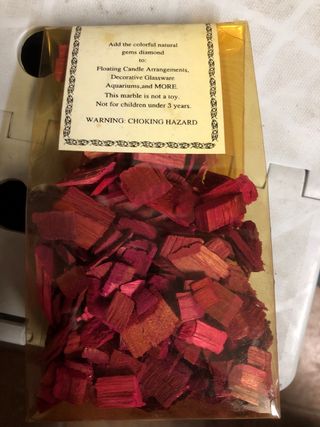 Add the colorful natural
gems diamond
to:
Floating Candle Arrangements,
Decorative Glassware
Aquariums,and MORE.
This marble is not a toy.
Not for children under 3 years.
WARNING: CHOKING HAZARD